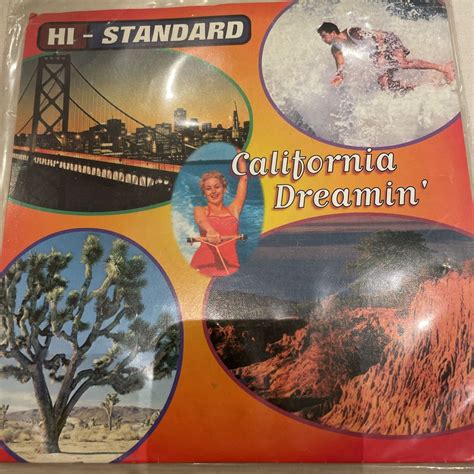 HI - STANDARD
California
Dreamin'